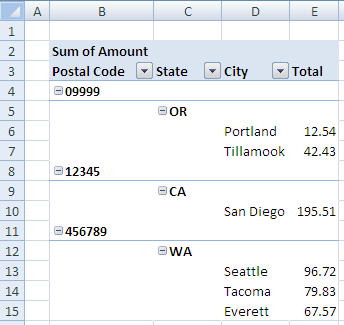 A B C D E
1
2 Sum of Amount
3 Postal Code State City Total
4 09999
5 OR
6 Portland 12.54
7 Tillamook 42.43
8 12345
9 CA
10 San Diego 195.51
11 456789
12 WA
13 Seattle 96.72
14 Tacoma 79.83
15 Everett 67.57